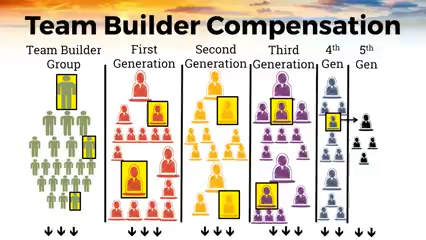 Team Builder Compensation
Team Builder
Group
First
Generation
Second
Generation
Third
Generation
4th
Gen
5th
Gen